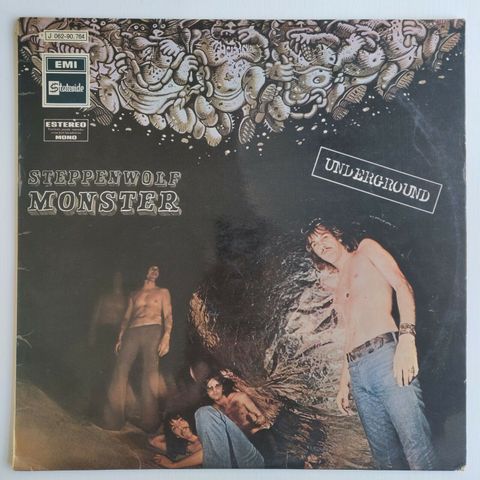 J 062-90.764
EMI
Stateside
ESTEREO
MONO
STEPPENWOLF
MONSTER
UNDERGROUND